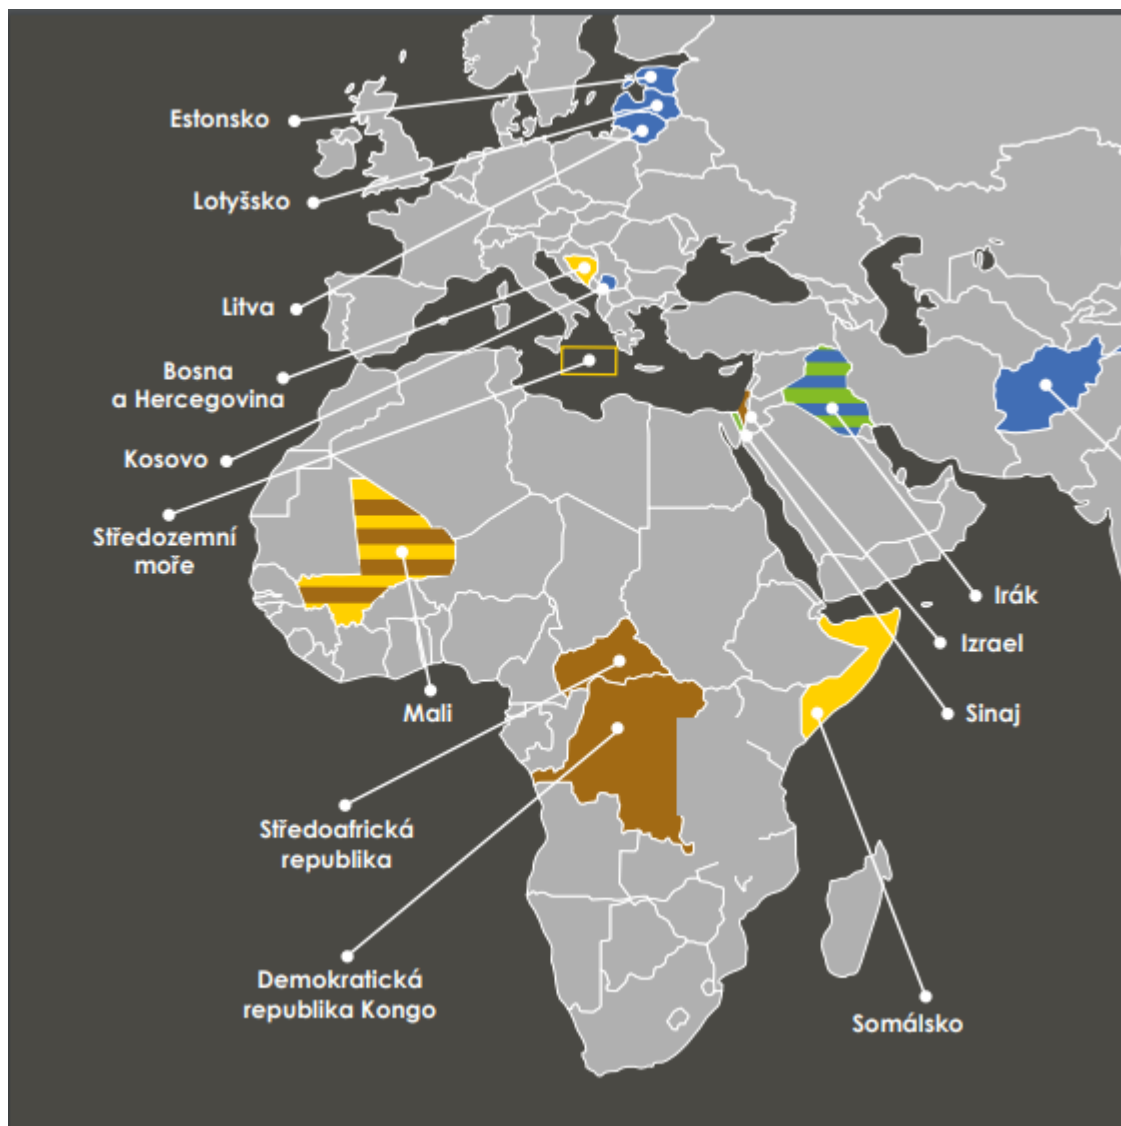 Estonsko
Lotyšsko
Litva
Bosna
a Hercegovina
Kosovo
Středozemní
moře
Mali
Středoafrická
republika
Demokratická
republika Kongo
Irák
Izrael
Sinaj
Somálsko